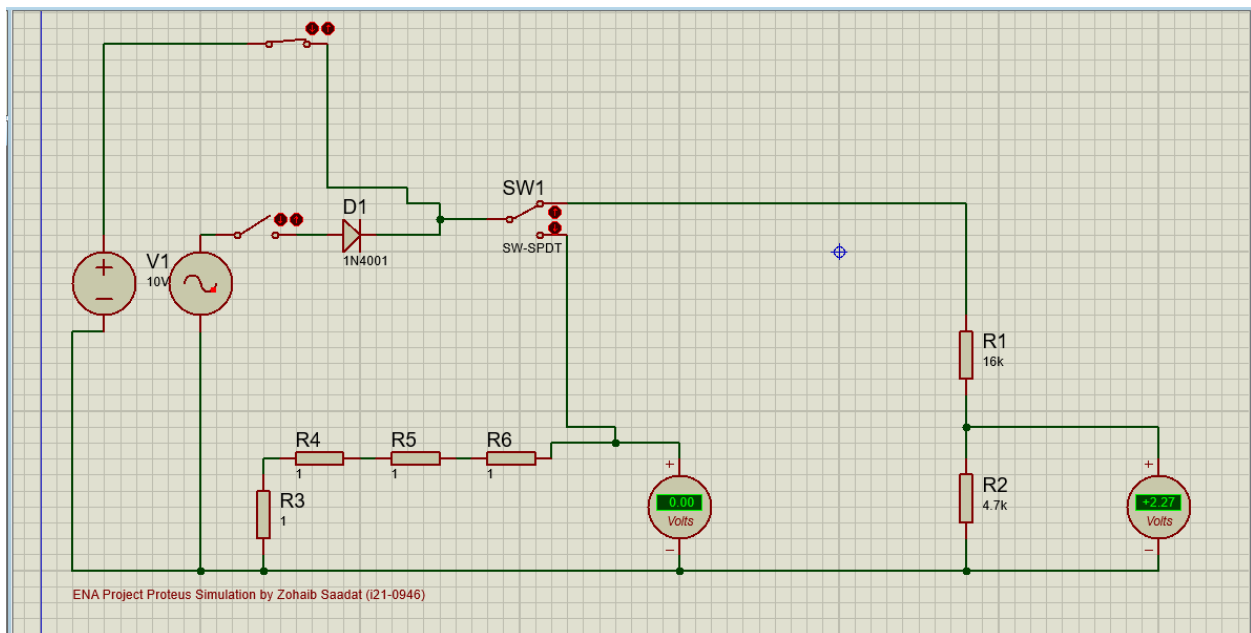 SW1
D1
SW-SPDT
V1
10V
1N4001
R1
16k
R4
R5
R6
1
1
1
+
+
R3
1
0.00
Volts
R2
4.7k
+2.27
Volts
ENA Project Proteus Simulation by Zohaib Saadat (i21-0946)